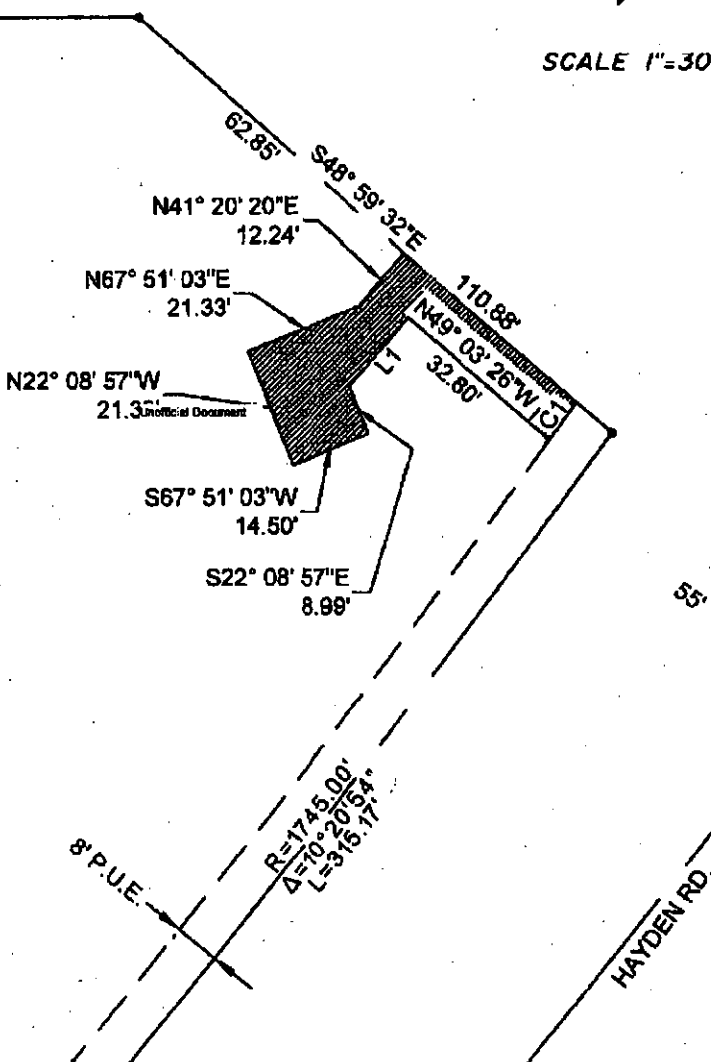 SCALE 1"=30
62.85'
S48° 59' 32"E
N41° 20' 20"E
12.24'
110.88'
N67° 51' 03"E
21.33'
N49° 03' 26"W
32.80'
L1
C1
N22° 08' 57"W
21.3
Unofficial Document
S67° 51' 03"W
14.50'
S22° 08' 57"E
8.99'
55'
R=1745.00'
Δ=10°20'54"
L=315.17'
8' P.U.E.
HAYDEN RD.